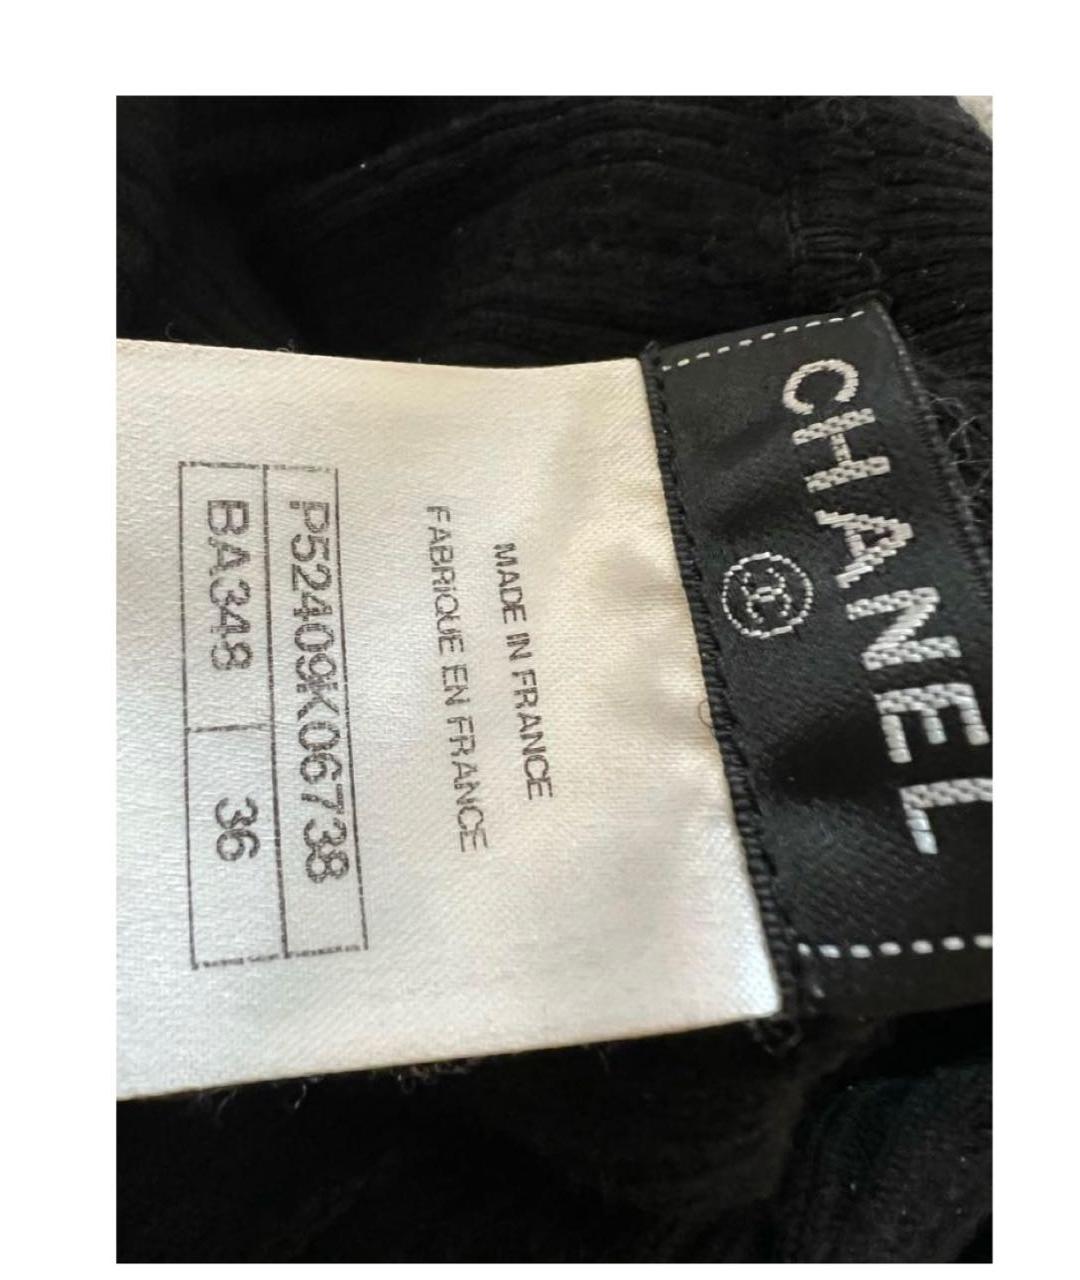 CHANEL
MADE IN FRANCE
FABRIQUE EN FRANCE
P52409K06738
BA348 36